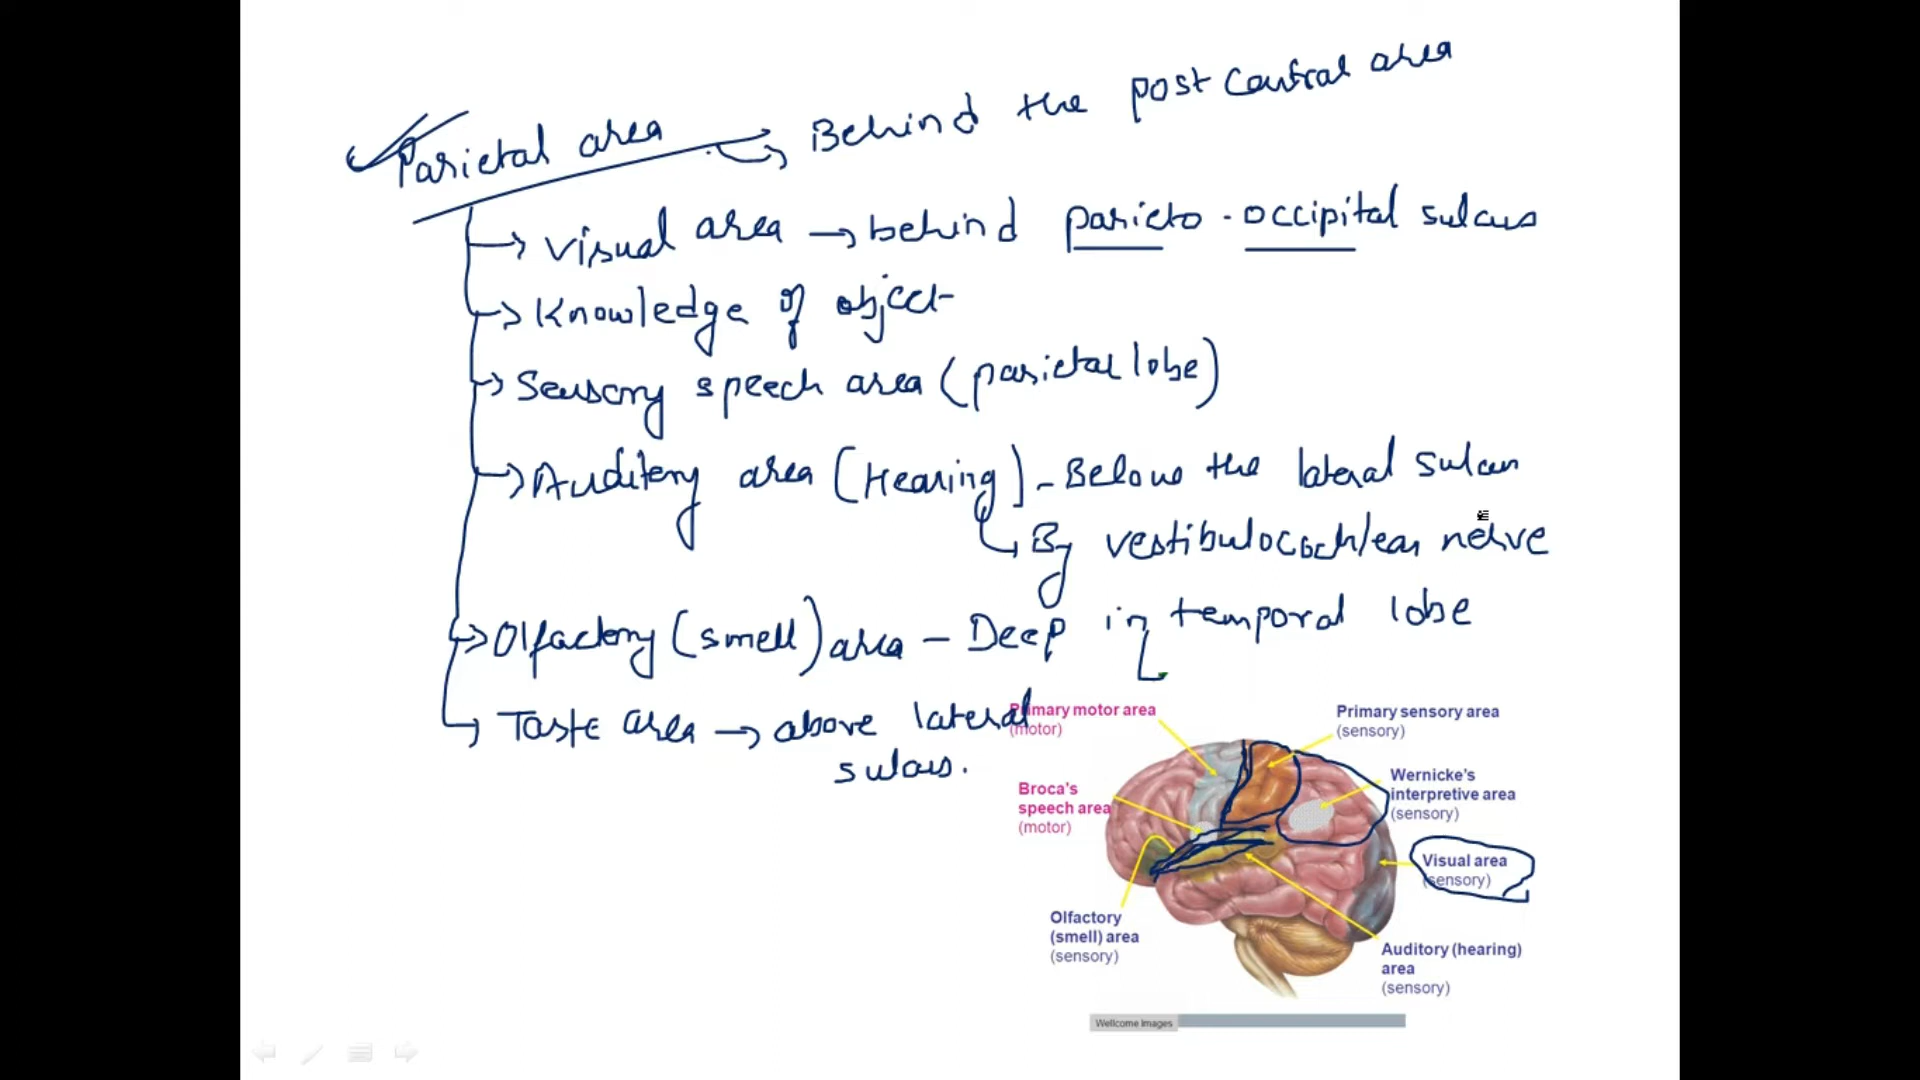 Parietal area → Behind the post central area
→ Visual area → behind parieto-occipital sulcus
→ Knowledge of object
→ Sensory speech area (parietal lobe)
→ Auditory area (Hearing) - Below the lateral sulcus
→ By vestibulocochlear nerve
→ Olfactory (smell) area - Deep in temporal lobe
→ Taste area → above lateral
sulcus.
Primary motor area
(motor)
Primary sensory area
(sensory)
Broca's
speech area
(motor)
Wernicke's
interpretive area
(sensory)
Visual area
(sensory)
Olfactory
(smell) area
(sensory)
Auditory (hearing)
area
(sensory)
Wellcome Images